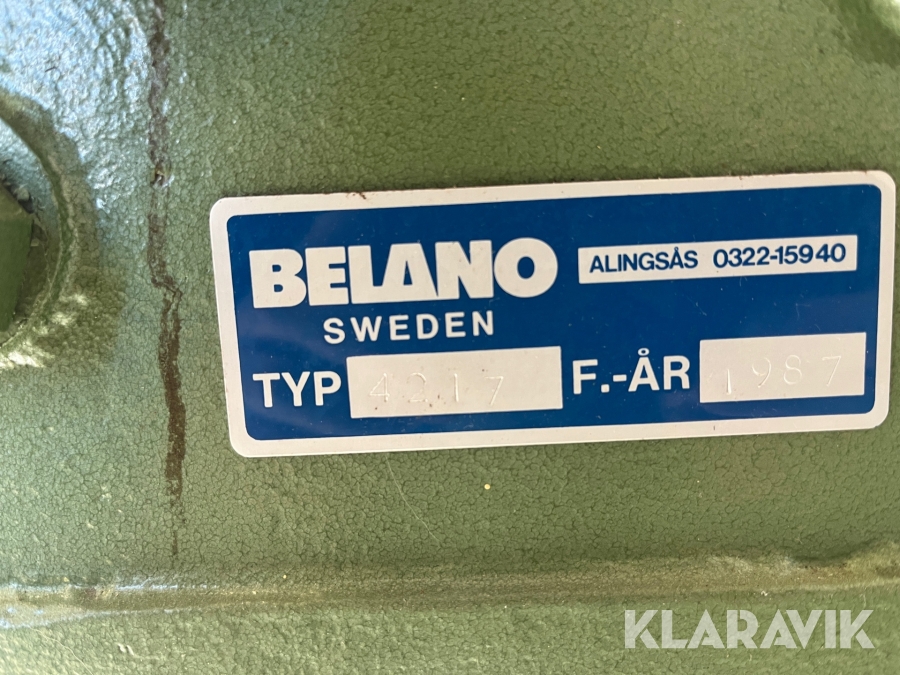 BELANO
ALINGSÅS 0322-15940
SWEDEN
TYP 4217 F.-ÅR 1987
KLARAVIK